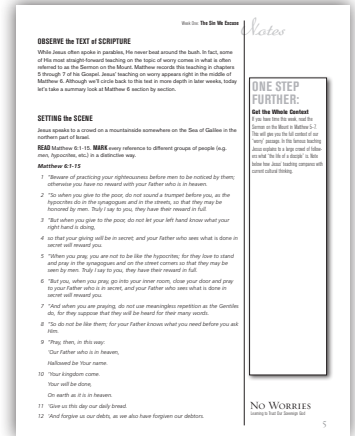 Week One: The Sin We Excuse
Notes
OBSERVE the TEXT of SCRIPTURE
While Jesus often spoke in parables, He never beat around the bush. In fact, some
of His most straight-forward teaching on the topic of worry comes in what is often
referred to as the Sermon on the Mount. Matthew records this teaching in chapters
5 through 7 of his Gospel. Jesus' teaching on worry appears right in the middle of
Matthew 6. Although we'll circle back to this text in more depth in later weeks, today
let's take a summary look at Matthew 6 section by section.
SETTING the SCENE
Jesus speaks to a crowd on a mountainside somewhere on the Sea of Galilee in the
northern part of Israel.
READ Matthew 6:1-15. MARK every reference to different groups of people (e.g.
men, hypocrites, etc.) in a distinctive way.
Matthew 6:1-15
1 "Beware of practicing your righteousness before men to be noticed by them;
otherwise you have no reward with your Father who is in heaven.
2 "So when you give to the poor, do not sound a trumpet before you, as the
hypocrites do in the synagogues and in the streets, so that they may be
honored by men. Truly I say to you, they have their reward in full.
3 "But when you give to the poor, do not let your left hand know what your
right hand is doing,
4 so that your giving will be in secret; and your Father who sees what is done in
secret will reward you.
5 "When you pray, you are not to be like the hypocrites; for they love to stand
and pray in the synagogues and on the street corners so that they may be
seen by men. Truly I say to you, they have their reward in full.
6 "But you, when you pray, go into your inner room, close your door and pray
to your Father who is in secret, and your Father who sees what is done in
secret will reward you.
7 "And when you are praying, do not use meaningless repetition as the Gentiles
do, for they suppose that they will be heard for their many words.
8 "So do not be like them; for your Father knows what you need before you ask
Him.
9 "Pray, then, in this way:
'Our Father who is in heaven,
Hallowed be Your name.
10 'Your kingdom come.
Your will be done,
On earth as it is in heaven.
11 'Give us this day our daily bread.
12 'And forgive us our debts, as we also have forgiven our debtors.
ONE STEP
FURTHER:
Get the Whole Context
If you have time this week, read the
Sermon on the Mount in Matthew 5–7.
This will give you the full context of our
"worry" passage. In this famous teaching
Jesus explains to a large crowd of follow-
ers what "the life of a disciple" is. Note
below how Jesus' teaching compares with
current cultural thinking.
NO WORRIES
Learning to Trust Our Sovereign God
5